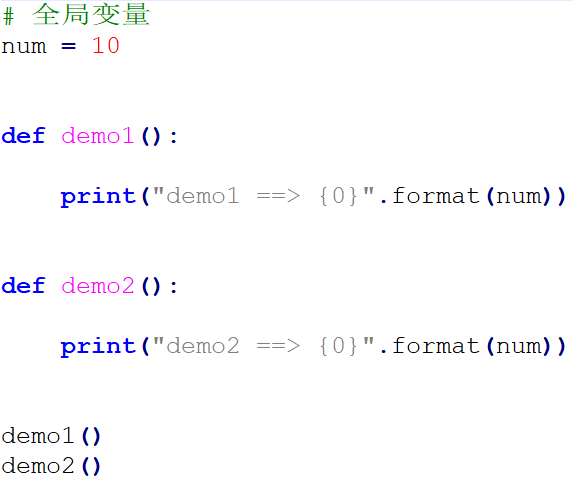 # 全局变量
num = 10
def demo1():
    print("demo1 ==> {0}".format(num))
def demo2():
    print("demo2 ==> {0}".format(num))
demo1()
demo2()